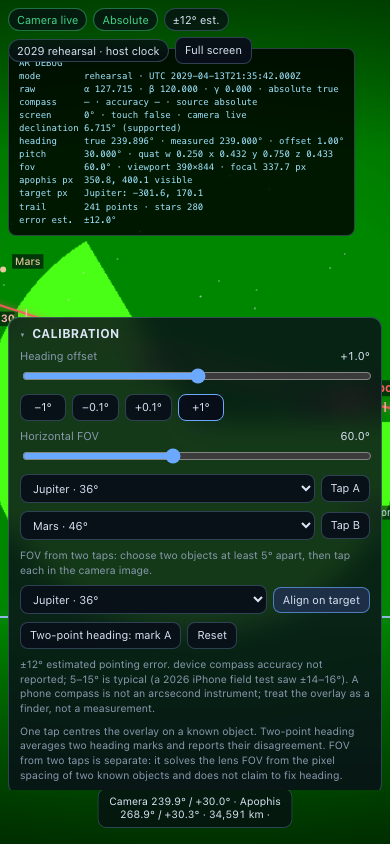 Camera live
Absolute
±12° est.
2029 rehearsal · host clock
Full screen
AR DEBUG
mode rehearsal · UTC 2029-04-13T21:35:42.000Z
raw α 127.715 · β 120.000 · γ 0.000 · absolute true
compass — · accuracy — · source absolute
screen 0° · touch false · camera live
declination 6.715° (supported)
heading true 239.896° · measured 239.000° · offset 1.00°
pitch 30.000° · quat w 0.250 x 0.432 y 0.750 z 0.433
fov 60.0° · viewport 390×844 · focal 337.7 px
apophis px 350.8, 400.1 visible
target px Jupiter: −301.6, 170.1
trail 241 points · stars 280
error est. ±12.0°
Mars
30
CALIBRATION
Heading offset +1.0°
−1°
−0.1°
+0.1°
+1°
Horizontal FOV 60.0°
Jupiter · 36°
Tap A
Mars · 46°
Tap B
FOV from two taps: choose two objects at least 5° apart, then tap
each in the camera image.
Jupiter · 36°
Align on target
Two-point heading: mark A
Reset
±12° estimated pointing error. device compass accuracy not
reported; 5–15° is typical (a 2026 iPhone field test saw ±14–16°). A
phone compass is not an arcsecond instrument; treat the overlay as a
finder, not a measurement.
One tap centres the overlay on a known object. Two-point heading
averages two heading marks and reports their disagreement. FOV
from two taps is separate: it solves the lens FOV from the pixel
spacing of two known objects and does not claim to fix heading.
Camera 239.9° / +30.0° · Apophis
268.9° / +30.3° · 34,591 km ·